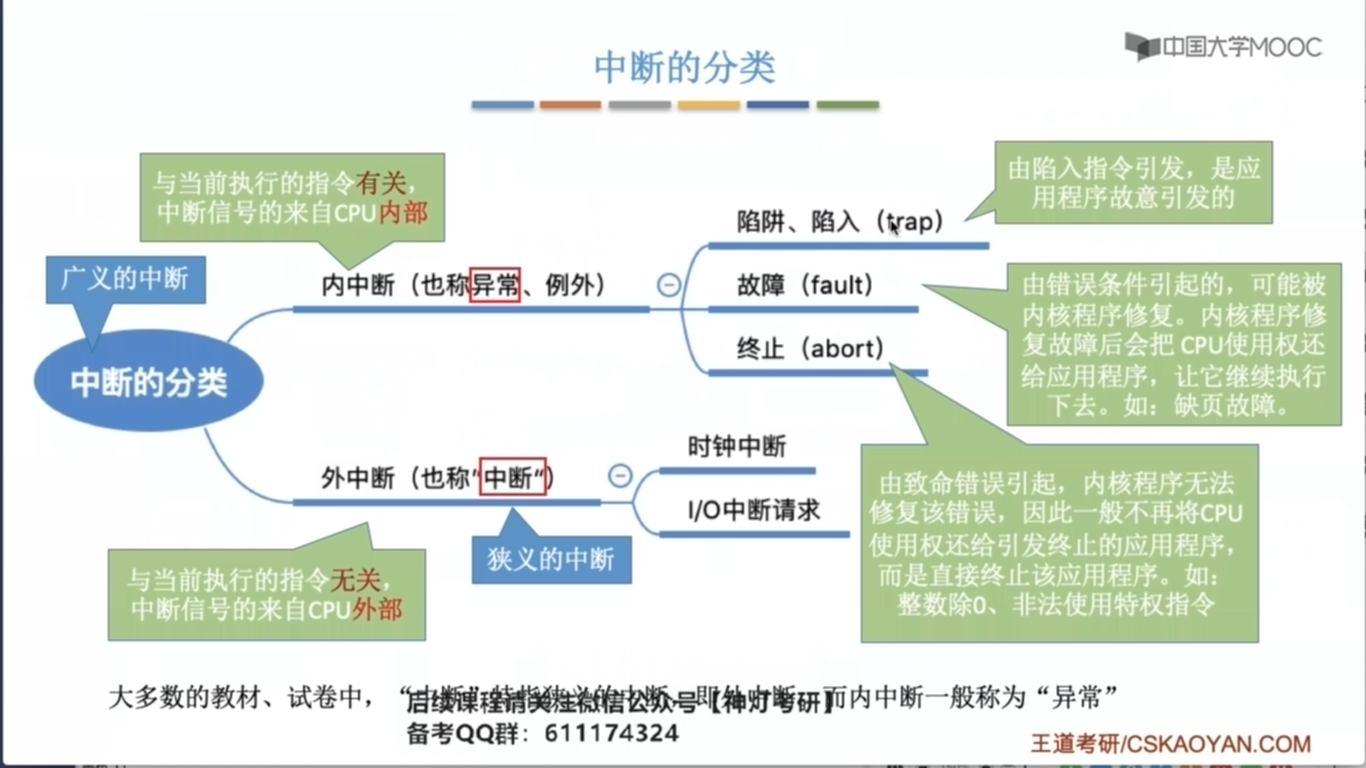 中国大学MOOC
中断的分类
与当前执行的指令有关，
中断信号的来自CPU内部
由陷入指令引发，是应
用程序故意引发的
陷阱、陷入（trap）
广义的中断
内中断（也称异常、例外）
故障（fault）
由错误条件引起的，可能被
内核程序修复。内核程序修
复故障后会把 CPU使用权还
给应用程序，让它继续执行
下去。如：缺页故障。
终止（abort）
中断的分类
时钟中断
外中断（也称“中断“）
I/O中断请求
由致命错误引起，内核程序无法
修复该错误，因此一般不再将CPU
使用权还给引发终止的应用程序，
而是直接终止该应用程序。如：
整数除0、非法使用特权指令
狭义的中断
与当前执行的指令无关，
中断信号的来自CPU外部
大多数的教材、试卷中，“中断”特指狭义的中断，即外中断。而内中断一般称为“异常”
后续课程请关注微信公众号【神灯考研】
备考QQ群：611174324
王道考研/CSKAOYAN.COM